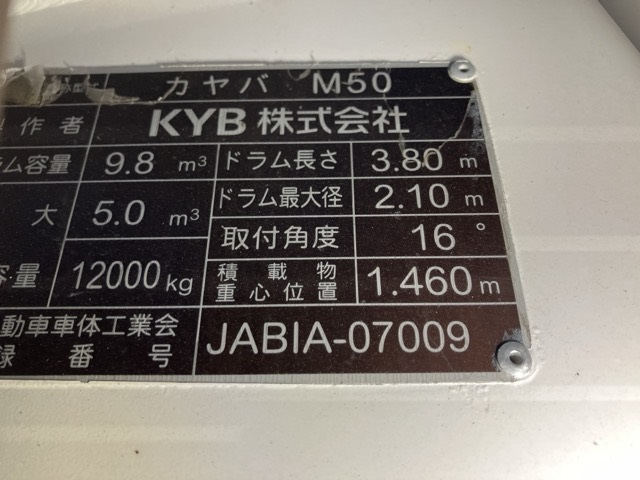 カヤバ M50
作者 KYB 株式会社
ム容量 9.8 m³ ドラム長さ 3.80 m
大 5.0 m³ ドラム最大径 2.10 m
取付角度 16°
容量 12000kg 積載物重心位置 1.460 m
動車車体工業会
録番号 JABIA-07009